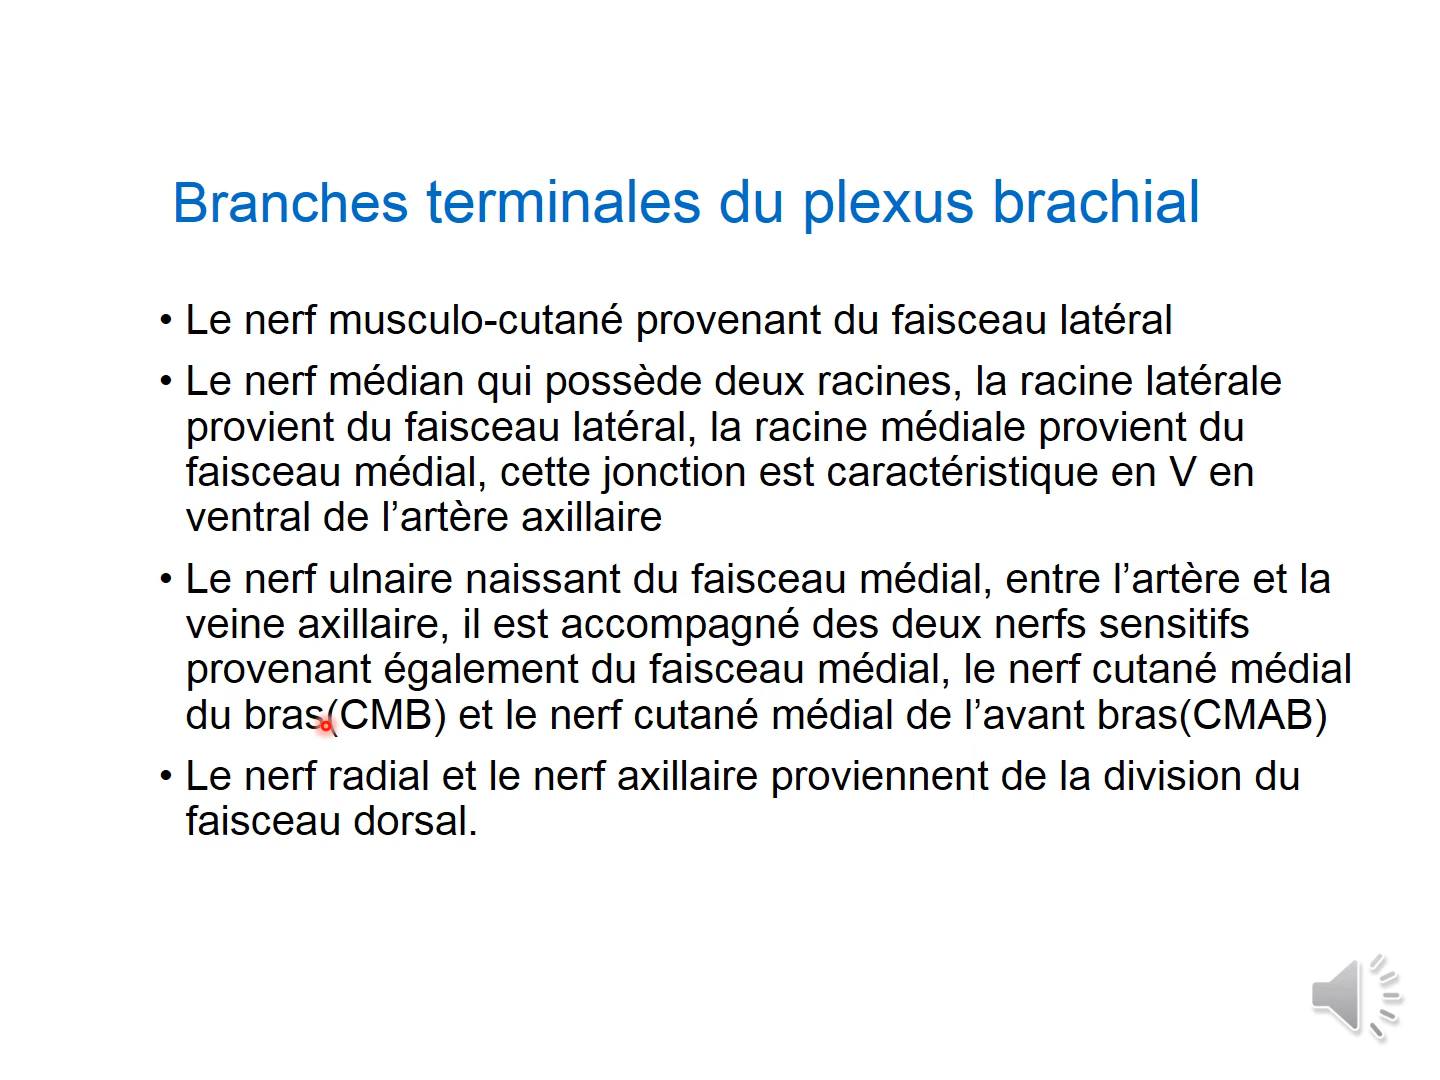 Branches terminales du plexus brachial
• Le nerf musculo-cutané provenant du faisceau latéral
• Le nerf médian qui possède deux racines, la racine latérale
provient du faisceau latéral, la racine médiale provient du
faisceau médial, cette jonction est caractéristique en V en
ventral de l’artère axillaire
• Le nerf ulnaire naissant du faisceau médial, entre l’artère et la
veine axillaire, il est accompagné des deux nerfs sensitifs
provenant également du faisceau médial, le nerf cutané médial
du bras(CMB) et le nerf cutané médial de l’avant bras(CMAB)
• Le nerf radial et le nerf axillaire proviennent de la division du
faisceau dorsal.